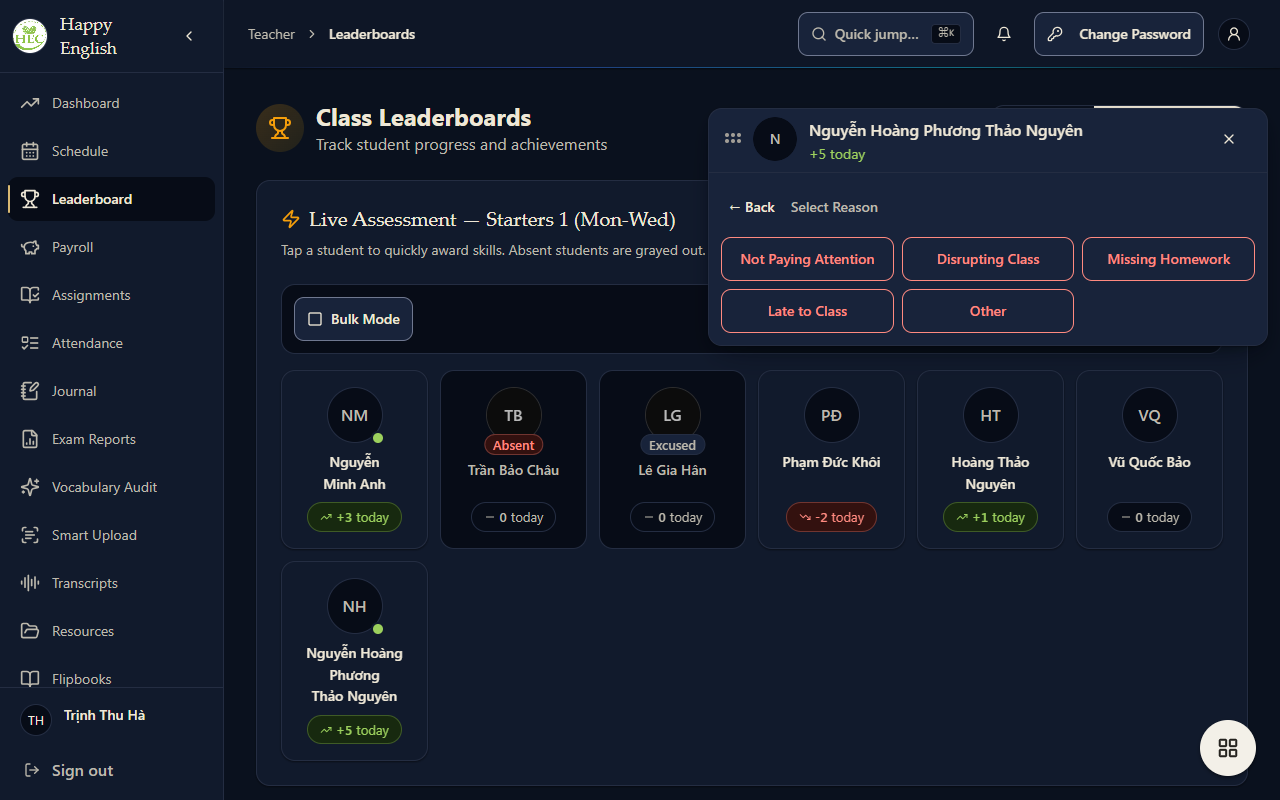 HEC
Happy
English
Dashboard
Schedule
Leaderboard
Payroll
Assignments
Attendance
Journal
Exam Reports
Vocabulary Audit
Smart Upload
Transcripts
Resources
Flipbooks
TH
Trịnh Thu Hà
Sign out
Teacher
Leaderboards
Quick jump...
⌘K
Change Password
Class Leaderboards
Track student progress and achievements
Live Assessment — Starters 1 (Mon-Wed)
Tap a student to quickly award skills. Absent students are grayed out.
Bulk Mode
N
Nguyễn Hoàng Phương Thảo Nguyên
+5 today
← Back
Select Reason
Not Paying Attention
Disrupting Class
Missing Homework
Late to Class
Other
NM
Nguyễn
Minh Anh
+3 today
TB
Absent
Trần Bảo Châu
0 today
LG
Excused
Lê Gia Hân
0 today
PĐ
Phạm Đức Khôi
-2 today
HT
Hoàng Thảo
Nguyên
+1 today
VQ
Vũ Quốc Bảo
0 today
NH
Nguyễn Hoàng
Phương
Thảo Nguyên
+5 today